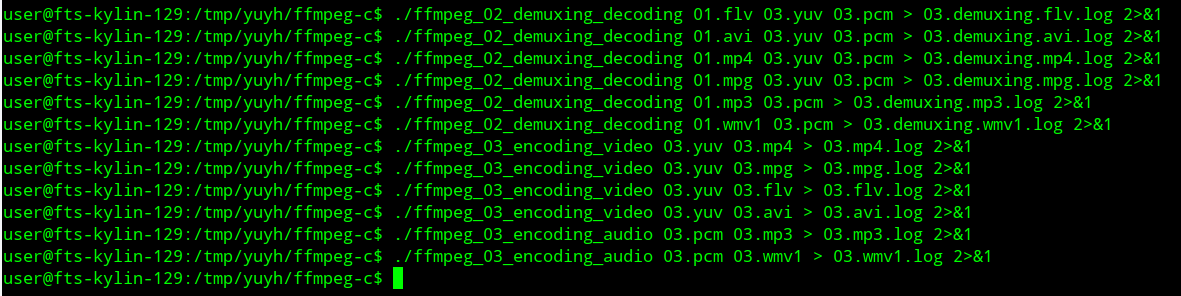 user@fts-kylin-129:/tmp/yuyh/ffmpeg-c$ ./ffmpeg_02_demuxing_decoding 01.flv 03.yuv 03.pcm > 03.demuxing.flv.log 2>&1
user@fts-kylin-129:/tmp/yuyh/ffmpeg-c$ ./ffmpeg_02_demuxing_decoding 01.avi 03.yuv 03.pcm > 03.demuxing.avi.log 2>&1
user@fts-kylin-129:/tmp/yuyh/ffmpeg-c$ ./ffmpeg_02_demuxing_decoding 01.mp4 03.yuv 03.pcm > 03.demuxing.mp4.log 2>&1
user@fts-kylin-129:/tmp/yuyh/ffmpeg-c$ ./ffmpeg_02_demuxing_decoding 01.mpg 03.yuv 03.pcm > 03.demuxing.mpg.log 2>&1
user@fts-kylin-129:/tmp/yuyh/ffmpeg-c$ ./ffmpeg_02_demuxing_decoding 01.mp3 03.pcm > 03.demuxing.mp3.log 2>&1
user@fts-kylin-129:/tmp/yuyh/ffmpeg-c$ ./ffmpeg_02_demuxing_decoding 01.wmv1 03.pcm > 03.demuxing.wmv1.log 2>&1
user@fts-kylin-129:/tmp/yuyh/ffmpeg-c$ ./ffmpeg_03_encoding_video 03.yuv 03.mp4 > 03.mp4.log 2>&1
user@fts-kylin-129:/tmp/yuyh/ffmpeg-c$ ./ffmpeg_03_encoding_video 03.yuv 03.mpg > 03.mpg.log 2>&1
user@fts-kylin-129:/tmp/yuyh/ffmpeg-c$ ./ffmpeg_03_encoding_video 03.yuv 03.flv > 03.flv.log 2>&1
user@fts-kylin-129:/tmp/yuyh/ffmpeg-c$ ./ffmpeg_03_encoding_video 03.yuv 03.avi > 03.avi.log 2>&1
user@fts-kylin-129:/tmp/yuyh/ffmpeg-c$ ./ffmpeg_03_encoding_audio 03.pcm 03.mp3 > 03.mp3.log 2>&1
user@fts-kylin-129:/tmp/yuyh/ffmpeg-c$ ./ffmpeg_03_encoding_audio 03.pcm 03.wmv1 > 03.wmv1.log 2>&1
user@fts-kylin-129:/tmp/yuyh/ffmpeg-c$